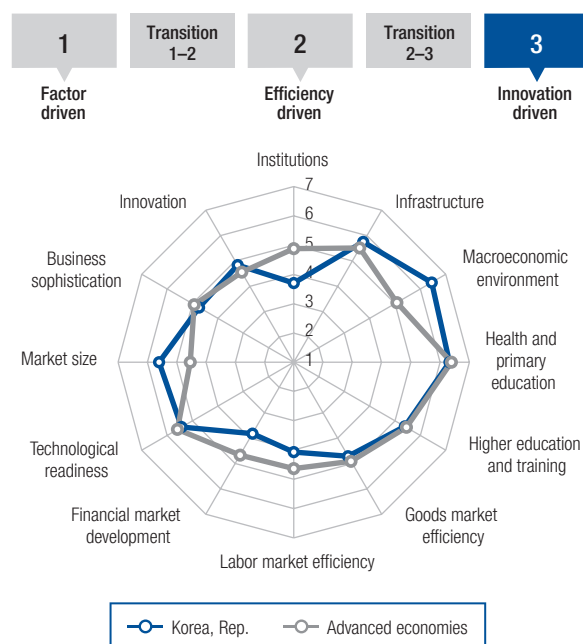 1
Transition
1–2
2
Transition
2–3
3
Factor
driven
Efficiency
driven
Innovation
driven
Institutions
7
6
5
4
3
2
1
Infrastructure
Macroeconomic
environment
Health and
primary
education
Higher education
and training
Goods market
efficiency
Labor market efficiency
Financial market
development
Technological
readiness
Market size
Business
sophistication
Innovation
Korea, Rep.
Advanced economies